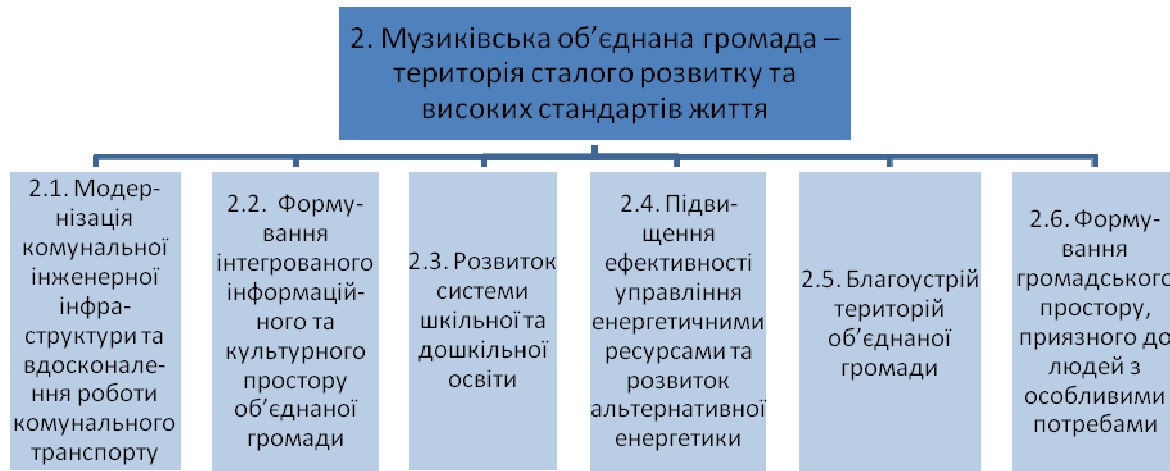 2. Музиківська об’єднана громада –
територія сталого розвитку та
високих стандартів життя
2.1. Модер-
нізація
комунальної
інженерної
інфра-
структури та
вдосконале-
ння роботи
комунального
транспорту
2.2. Форму-
вання
інтегрованого
інформацій-
ного та
культурного
простору
об’єднаної
громади
2.3. Розвиток
системи
шкільної та
дошкільної
освіти
2.4. Підви-
щення
ефективності
управління
енергетичними
ресурсами та
розвиток
альтернативної
енергетики
2.5. Благоустрій
територій
об’єднаної
громади
2.6. Форму-
вання
громадського
простору,
приязного до
людей з
особливими
потребами